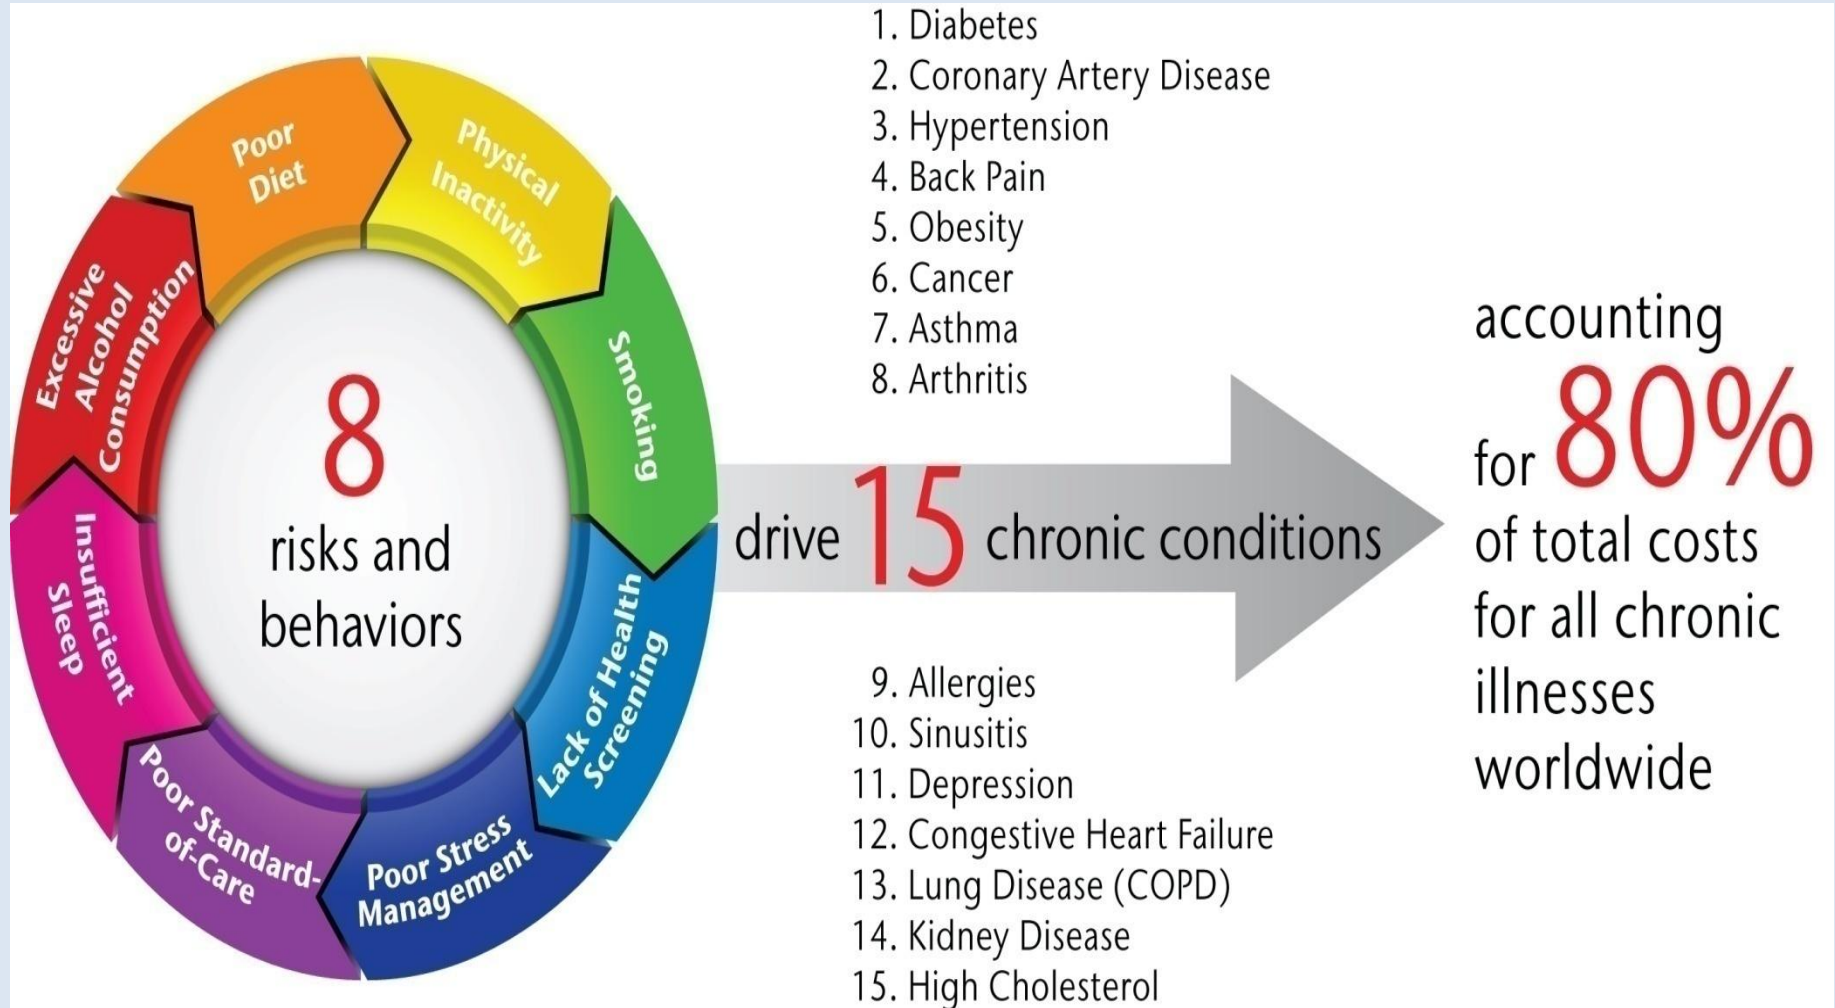 Poor
Diet
Physical
Inactivity
Smoking
Lack of Health
Screening
Poor Stress
Management
Poor Standard-
of-Care
Insufficient
Sleep
Excessive
Alcohol
Consumption
8
risks and
behaviors
1. Diabetes
2. Coronary Artery Disease
3. Hypertension
4. Back Pain
5. Obesity
6. Cancer
7. Asthma
8. Arthritis
drive 15 chronic conditions
9. Allergies
10. Sinusitis
11. Depression
12. Congestive Heart Failure
13. Lung Disease (COPD)
14. Kidney Disease
15. High Cholesterol
accounting
for 80%
of total costs
for all chronic
illnesses
worldwide